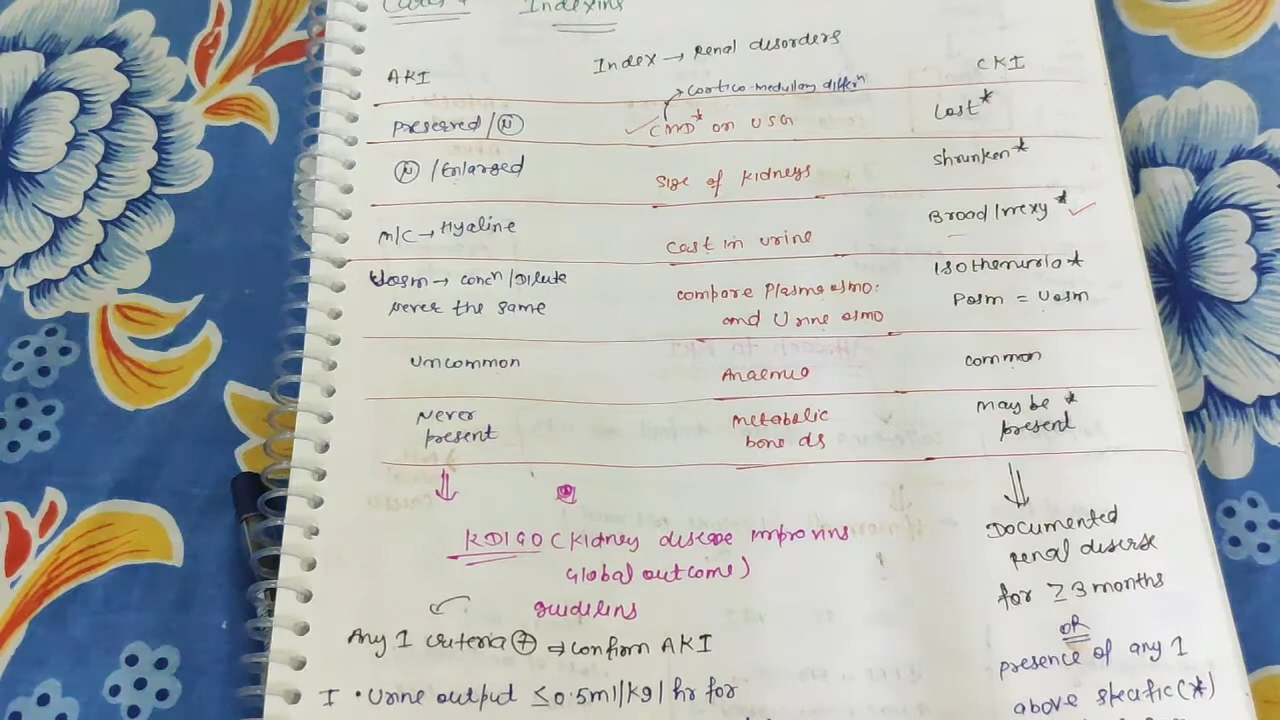 Indexing
Index → Renal disorders
AKI
CKI
→ Cortico-medullary differⁿ
Preserved / Ⓝ
CMD* on USG
Lost*
Ⓝ / Enlarged
Size of kidneys
Shrunken*
M/C → Hyaline
Cast in urine
Broad/Waxy*
Uosm → concⁿ/Dilute
never the same
compare Plasma osmo:
and Urine osmo
Isothenuria*
Posm = Uosm
Uncommon
Anaemia
common
Never
present
Metabolic
bone ds
May be*
present
⇓
⇓
KDIGO (Kidney disease improving
Global outcome)
guidelins
Documented
renal disease
for ≥3 months
OR
presence of any 1
above specific(*)
Any 1 criteria ⊕ ⇒ confirm AKI
I • Urine output ≤0.5ml/kg/hr for